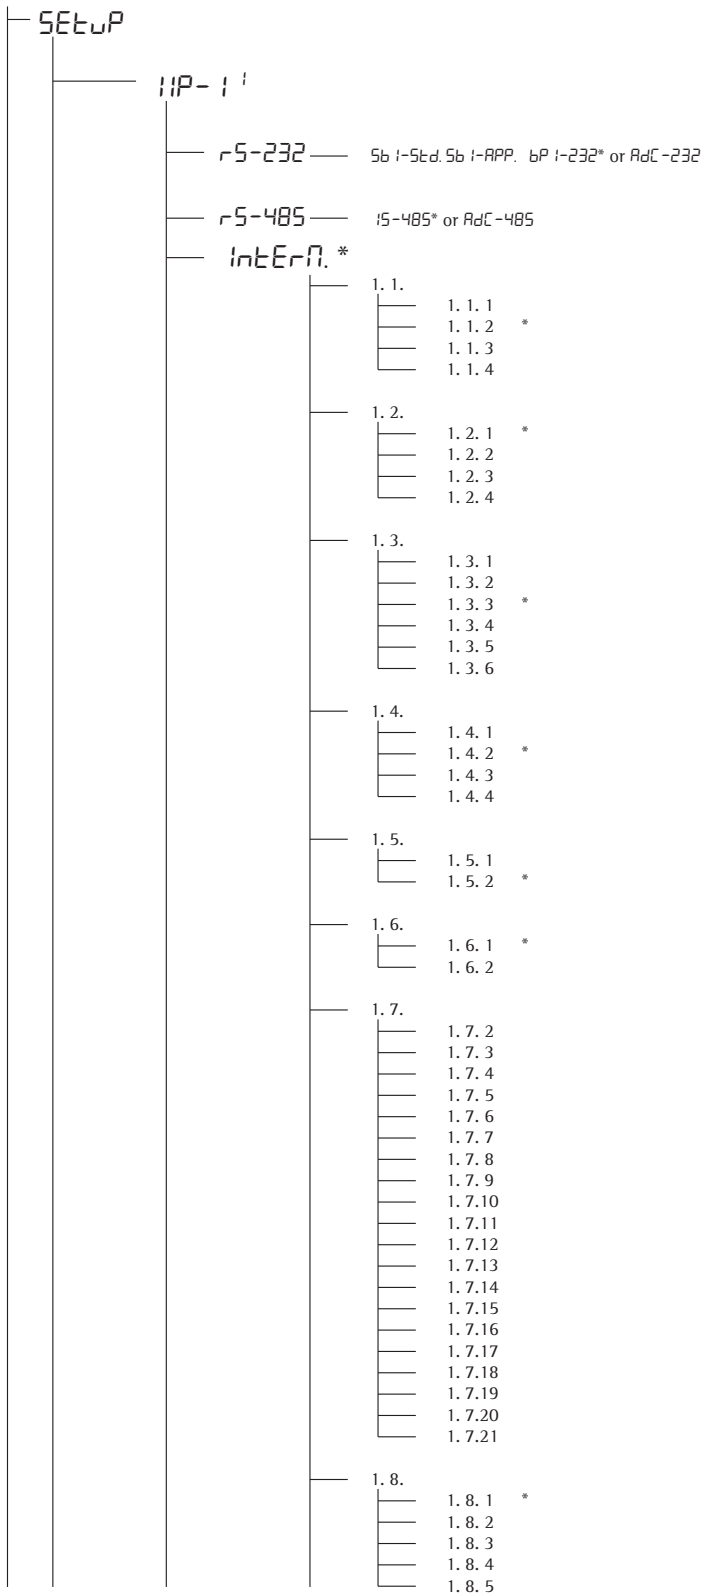 SEtuP
WP-1 1
rS-232 Sb1-Std. Sb1-APP. bP1-232* or AdC-232
rS-485 IS-485* or AdC-485
IntErn. *
1. 1.
1. 1. 1
1. 1. 2 *
1. 1. 3
1. 1. 4
1. 2.
1. 2. 1 *
1. 2. 2
1. 2. 3
1. 2. 4
1. 3.
1. 3. 1
1. 3. 2
1. 3. 3 *
1. 3. 4
1. 3. 5
1. 3. 6
1. 4.
1. 4. 1
1. 4. 2 *
1. 4. 3
1. 4. 4
1. 5.
1. 5. 1
1. 5. 2 *
1. 6.
1. 6. 1 *
1. 6. 2
1. 7.
1. 7. 2
1. 7. 3
1. 7. 4
1. 7. 5
1. 7. 6
1. 7. 7
1. 7. 8
1. 7. 9
1. 7.10
1. 7.11
1. 7.12
1. 7.13
1. 7.14
1. 7.15
1. 7.16
1. 7.17
1. 7.18
1. 7.19
1. 7.20
1. 7.21
1. 8.
1. 8. 1 *
1. 8. 2
1. 8. 3
1. 8. 4
1. 8. 5